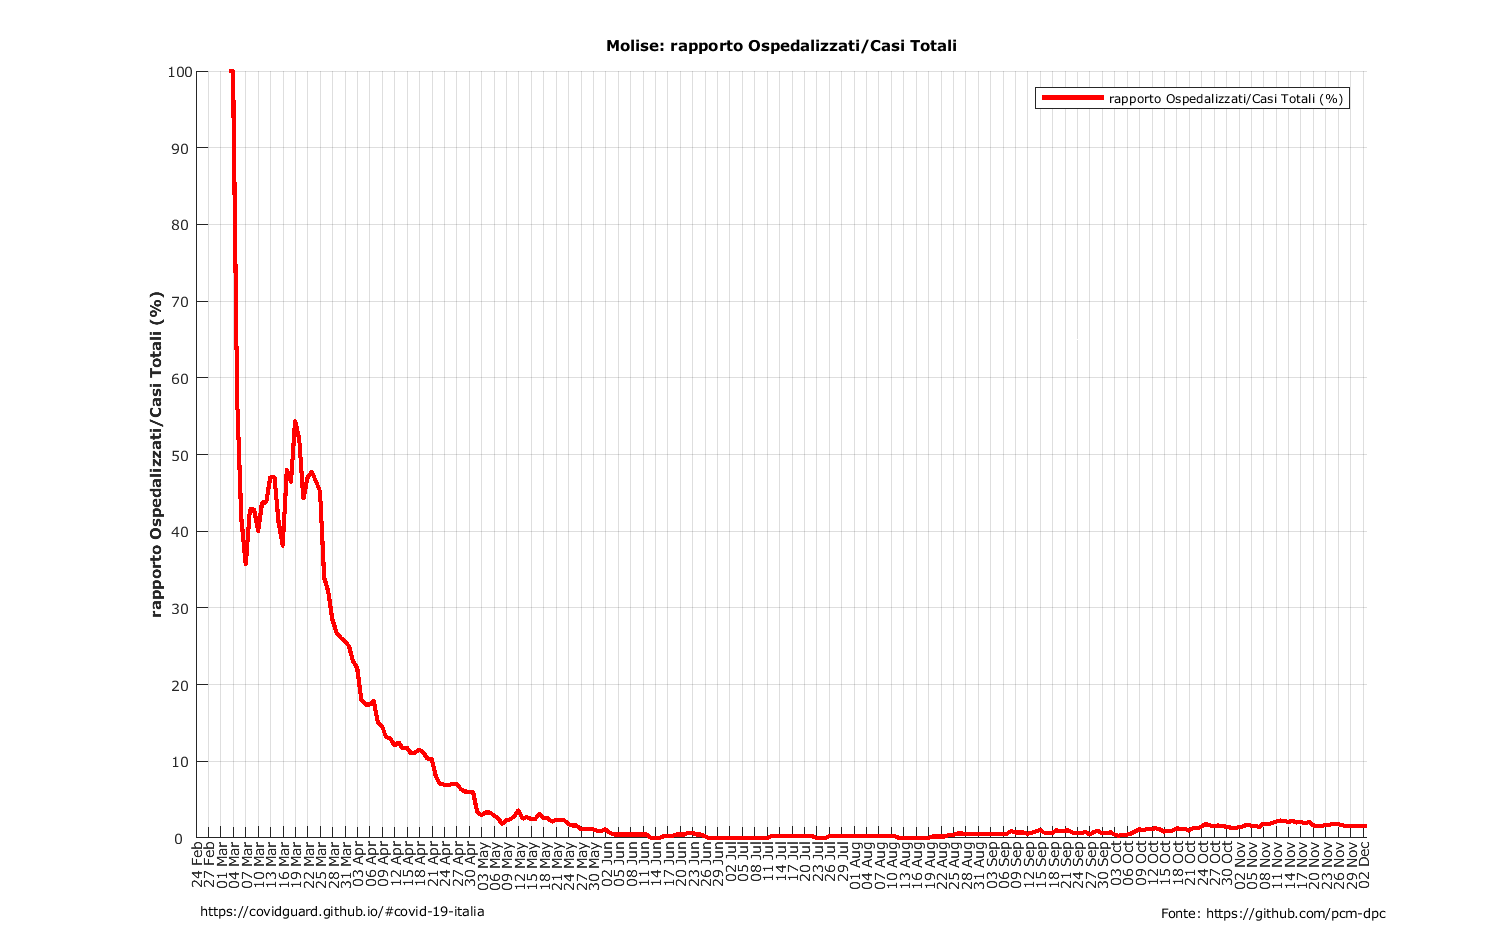 Molise: rapporto Ospedalizzati/Casi Totali
rapporto Ospedalizzati/Casi Totali (%)
rapporto Ospedalizzati/Casi Totali (%)
100
90
80
70
60
50
40
30
20
10
0
24 Feb
27 Feb
01 Mar
04 Mar
07 Mar
10 Mar
13 Mar
16 Mar
19 Mar
22 Mar
25 Mar
28 Mar
31 Mar
03 Apr
06 Apr
09 Apr
12 Apr
15 Apr
18 Apr
21 Apr
24 Apr
27 Apr
30 Apr
03 May
06 May
09 May
12 May
15 May
18 May
21 May
24 May
27 May
30 May
02 Jun
05 Jun
08 Jun
11 Jun
14 Jun
17 Jun
20 Jun
23 Jun
26 Jun
29 Jun
02 Jul
05 Jul
08 Jul
11 Jul
14 Jul
17 Jul
20 Jul
23 Jul
26 Jul
29 Jul
01 Aug
04 Aug
07 Aug
10 Aug
13 Aug
16 Aug
19 Aug
22 Aug
25 Aug
28 Aug
31 Aug
03 Sep
06 Sep
09 Sep
12 Sep
15 Sep
18 Sep
21 Sep
24 Sep
27 Sep
30 Sep
03 Oct
06 Oct
09 Oct
12 Oct
15 Oct
18 Oct
21 Oct
24 Oct
27 Oct
30 Oct
02 Nov
05 Nov
08 Nov
11 Nov
14 Nov
17 Nov
20 Nov
23 Nov
26 Nov
29 Nov
02 Dec
https://covidguard.github.io/#covid-19-italia
Fonte: https://github.com/pcm-dpc